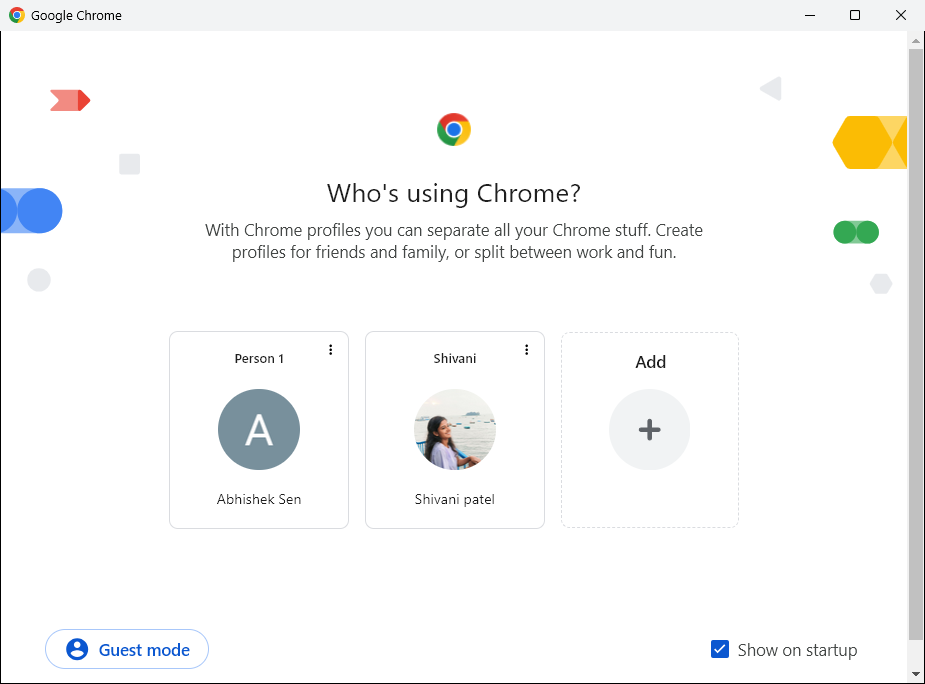 Google Chrome
Who's using Chrome?
With Chrome profiles you can separate all your Chrome stuff. Create
profiles for friends and family, or split between work and fun.
Person 1
A
Abhishek Sen
Shivani
Shivani patel
Add
Guest mode
Show on startup